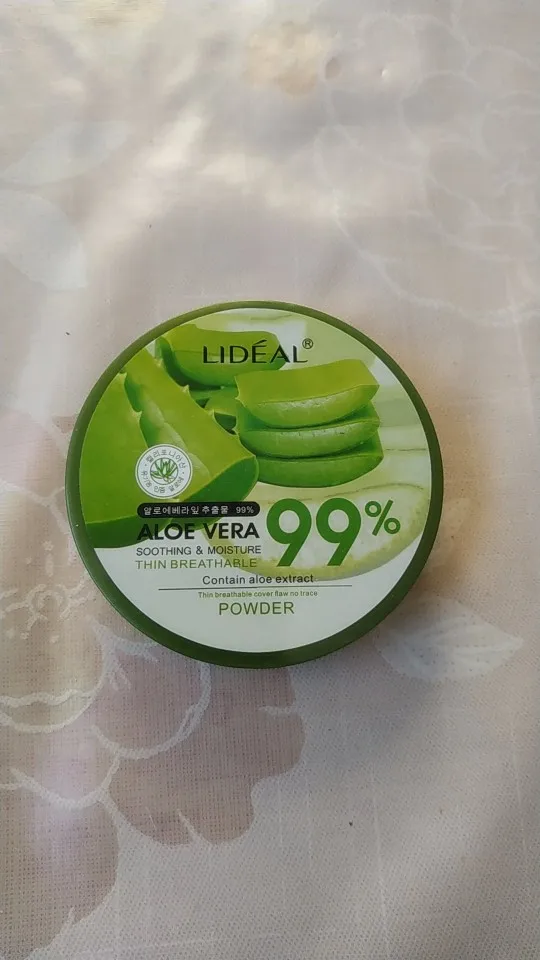 LIDÉAL®
알로에베라잎 추출물 99%
ALOE VERA
99%
SOOTHING & MOISTURE
THIN BREATHABLE
Contain aloe extract
Thin breathable cover flaw no trace
POWDER